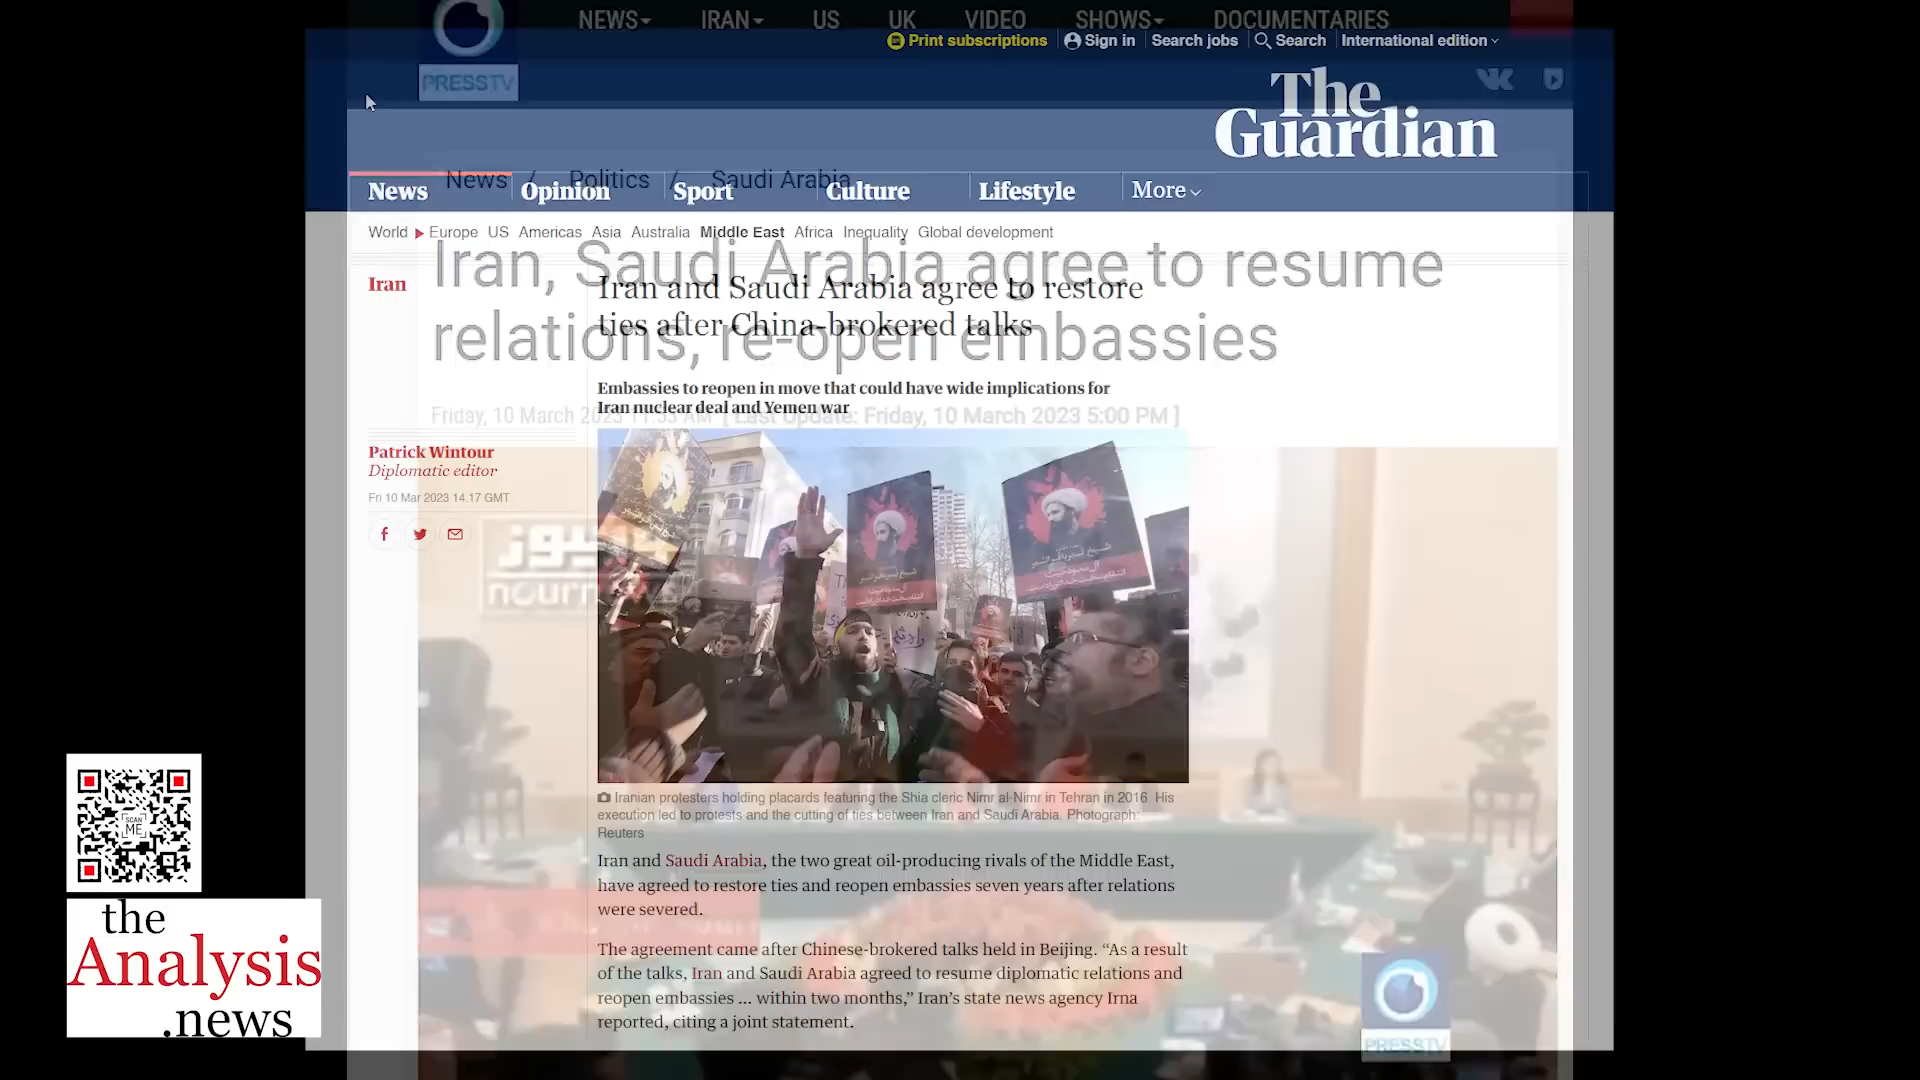 NEWS IRAN US UK VIDEO SHOWS DOCUMENTARIES
Print subscriptions Sign in Search jobs Search International edition
PRESSTV
The
Guardian
News / Politics / Saudi Arabia
News Opinion Sport Culture Lifestyle More
World Europe US Americas Asia Australia Middle East Africa Inequality Global development
Iran, Saudi Arabia agree to resume
relations, re-open embassies
Iran
Iran and Saudi Arabia agree to restore
ties after China-brokered talks
Embassies to reopen in move that could have wide implications for
Iran nuclear deal and Yemen war
Friday, 10 March 2023 11:53 AM [ Last Update: Friday, 10 March 2023 5:00 PM ]
Patrick Wintour
Diplomatic editor
Fri 10 Mar 2023 14.17 GMT
Iranian protesters holding placards featuring the Shia cleric Nimr al-Nimr in Tehran in 2016 His
execution led to protests and the cutting of ties between Iran and Saudi Arabia. Photograph:
Reuters
Iran and Saudi Arabia, the two great oil-producing rivals of the Middle East,
have agreed to restore ties and reopen embassies seven years after relations
were severed.
The agreement came after Chinese-brokered talks held in Beijing. “As a result
of the talks, Iran and Saudi Arabia agreed to resume diplomatic relations and
reopen embassies ... within two months,” Iran’s state news agency Irna
reported, citing a joint statement.
SCAN
ME
the
Analysis
.news
PRESSTV